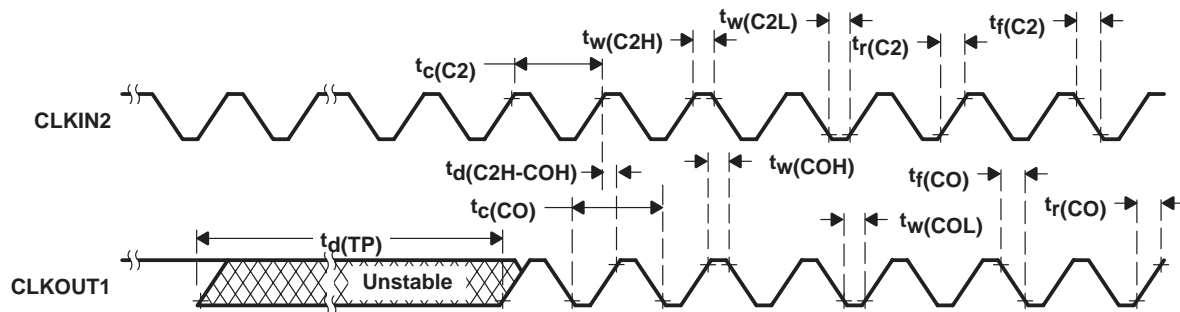 tw(C2L)
tw(C2H)
tf(C2)
tr(C2)
tc(C2)
CLKIN2
td(C2H-COH)
tw(COH)
tf(CO)
tc(CO)
tr(CO)
tw(COL)
td(TP)
CLKOUT1
Unstable